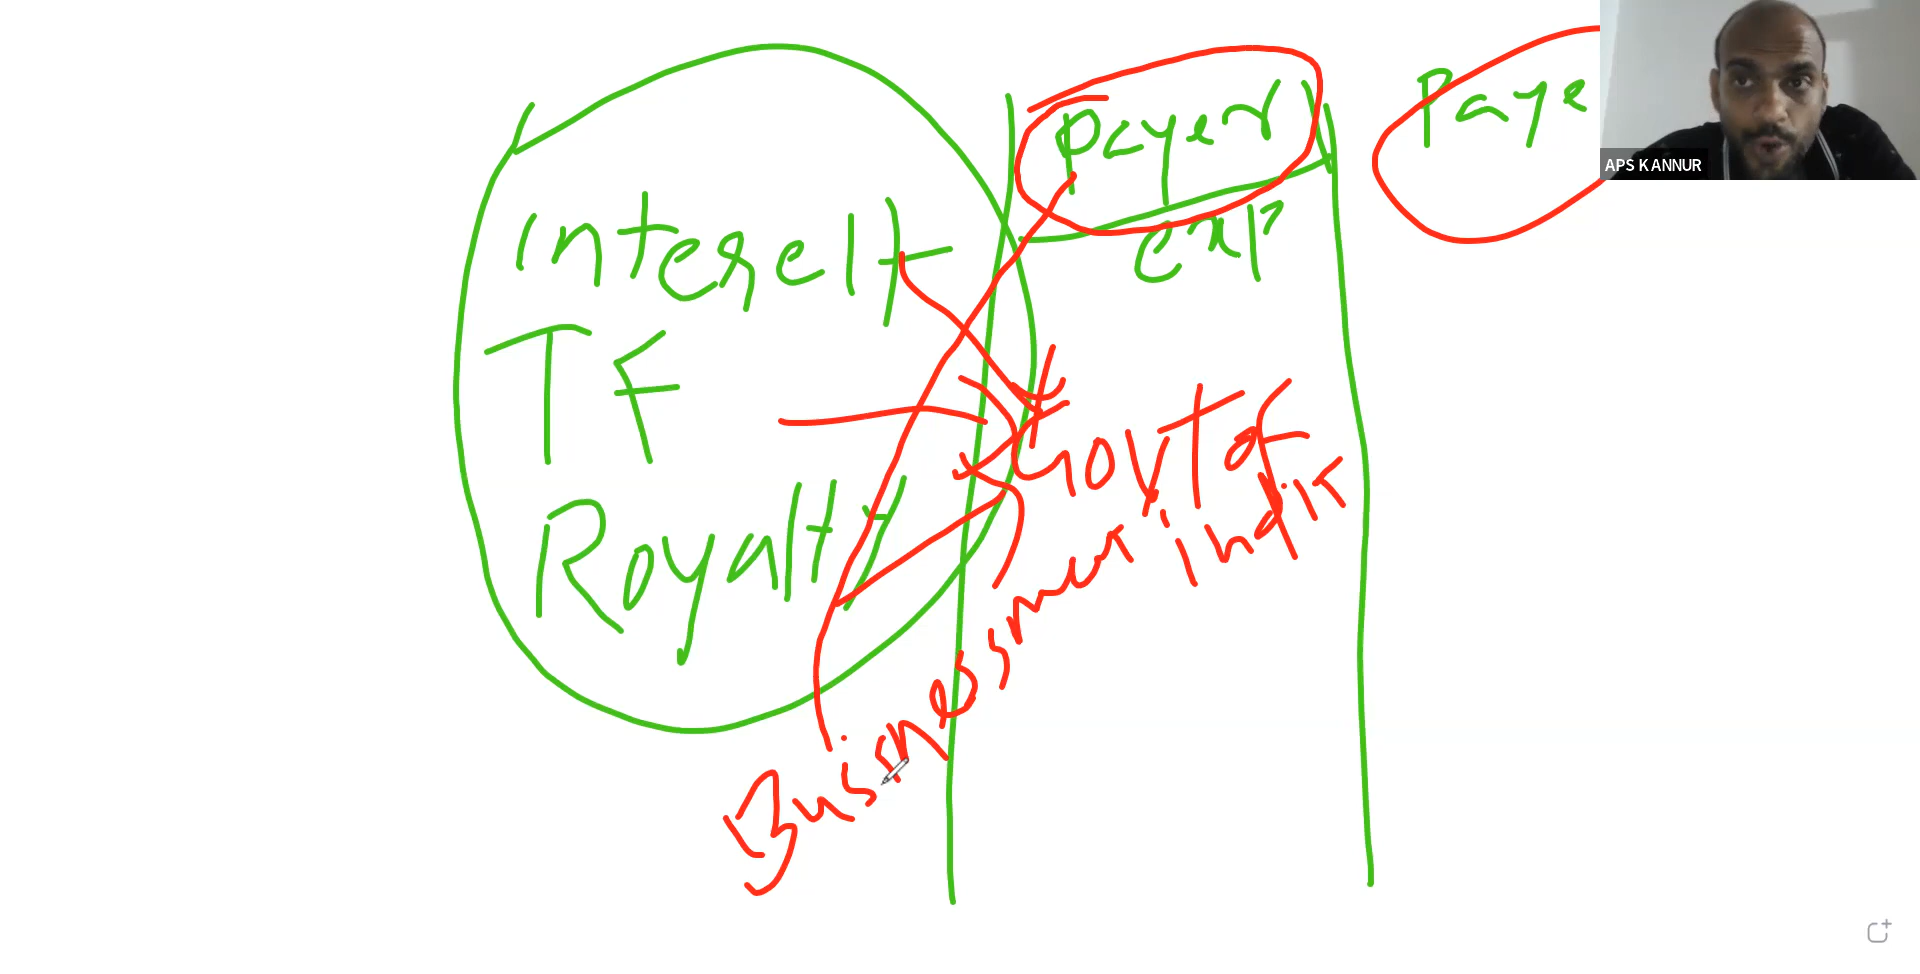 Payer
Paye
exp
Interest
TF
Royalty
Govt of
india
Businessman
APS KANNUR